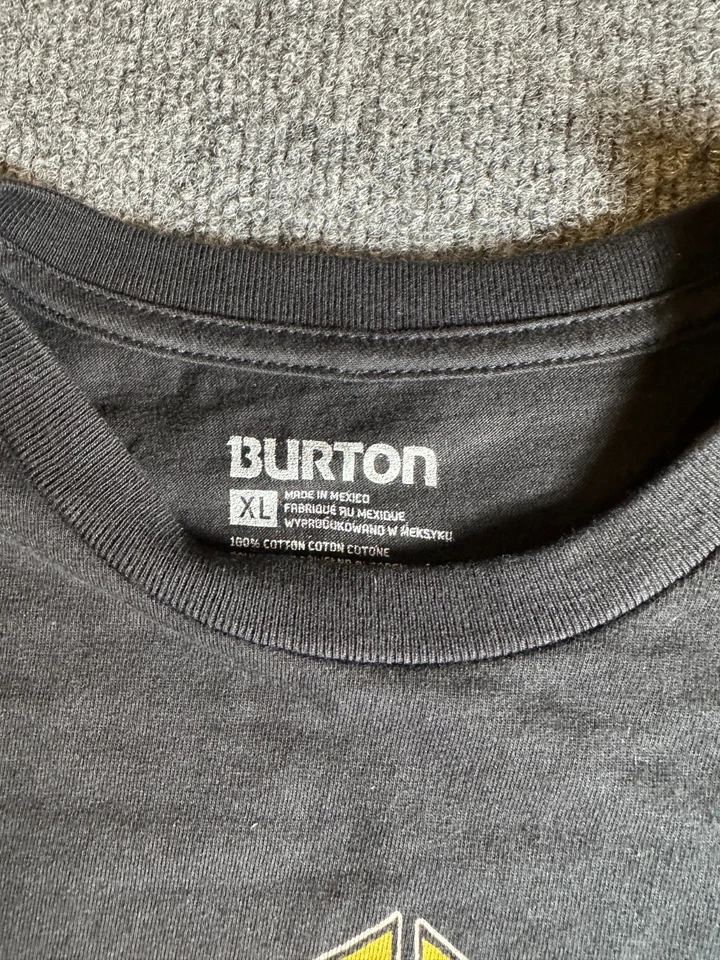 BURTON
XL
MADE IN MEXICO
FABRIQUÉ AU MEXIQUE
WYPRODUKOWANO W MEKSYKU
100% COTTON COTON COTONE